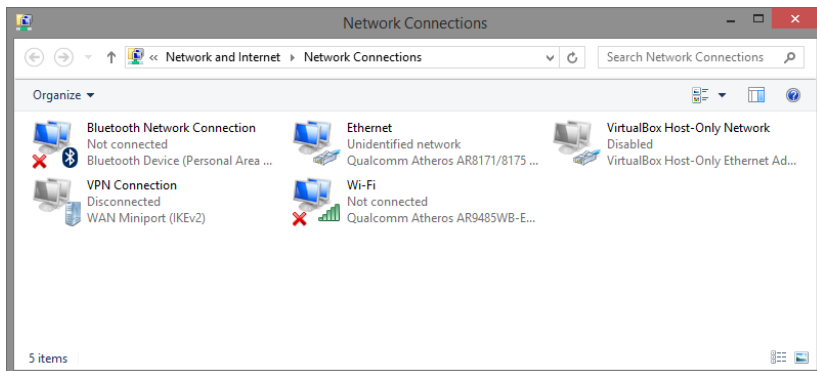 Network Connections
« Network and Internet ▸ Network Connections
Search Network Connections
Organize
Bluetooth Network Connection
Not connected
Bluetooth Device (Personal Area ...
Ethernet
Unidentified network
Qualcomm Atheros AR8171/8175 ...
VirtualBox Host-Only Network
Disabled
VirtualBox Host-Only Ethernet Ad...
VPN Connection
Disconnected
WAN Miniport (IKEv2)
Wi-Fi
Not connected
Qualcomm Atheros AR9485WB-E...
5 items